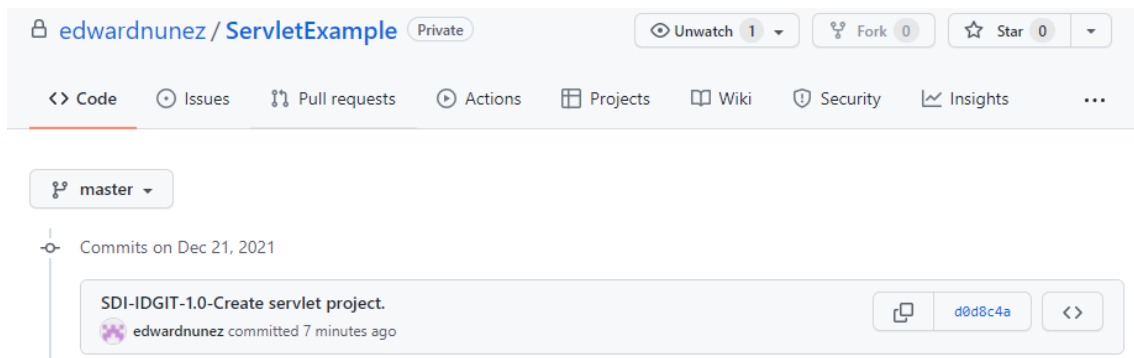 edwardnunez / ServletExample Private Unwatch 1 Fork 0 Star 0
<> Code Issues Pull requests Actions Projects Wiki Security Insights ...
master
Commits on Dec 21, 2021
SDI-IDGIT-1.0-Create servlet project.
d0d8c4a <>
edwardnunez committed 7 minutes ago